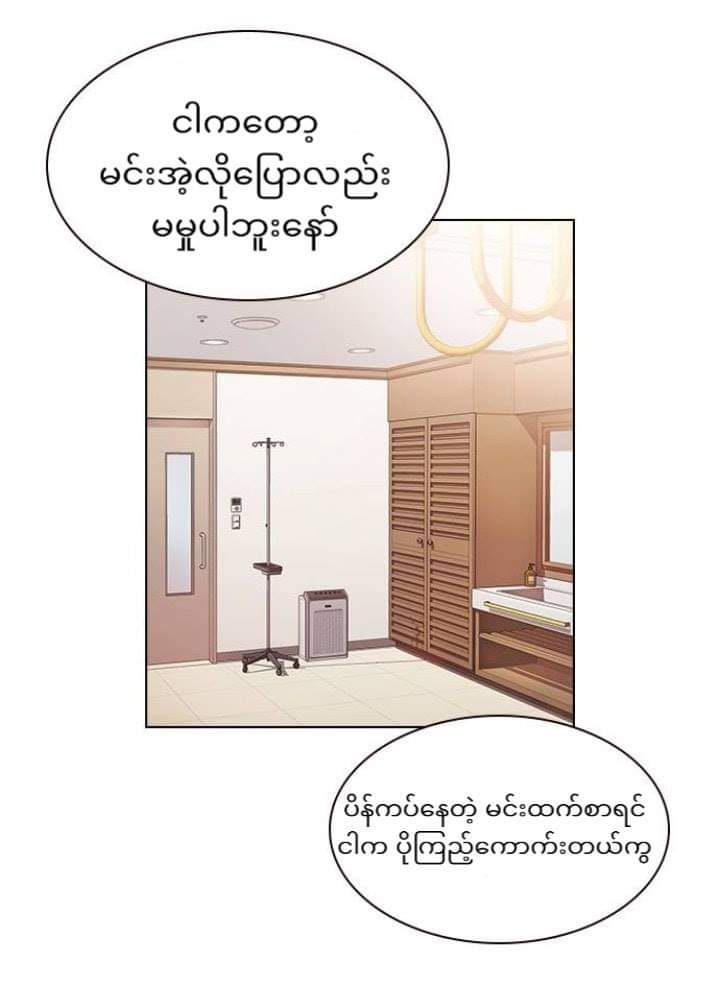 ငါကတော့
မင်းအဲ့လိုပြောလည်း
မမှုပါဘူးနော်
ပိန်ကပ်နေတဲ့ မင်းထက်စာရင်
ငါက ပိုကြည့်ကောက်းတယ်ကွ